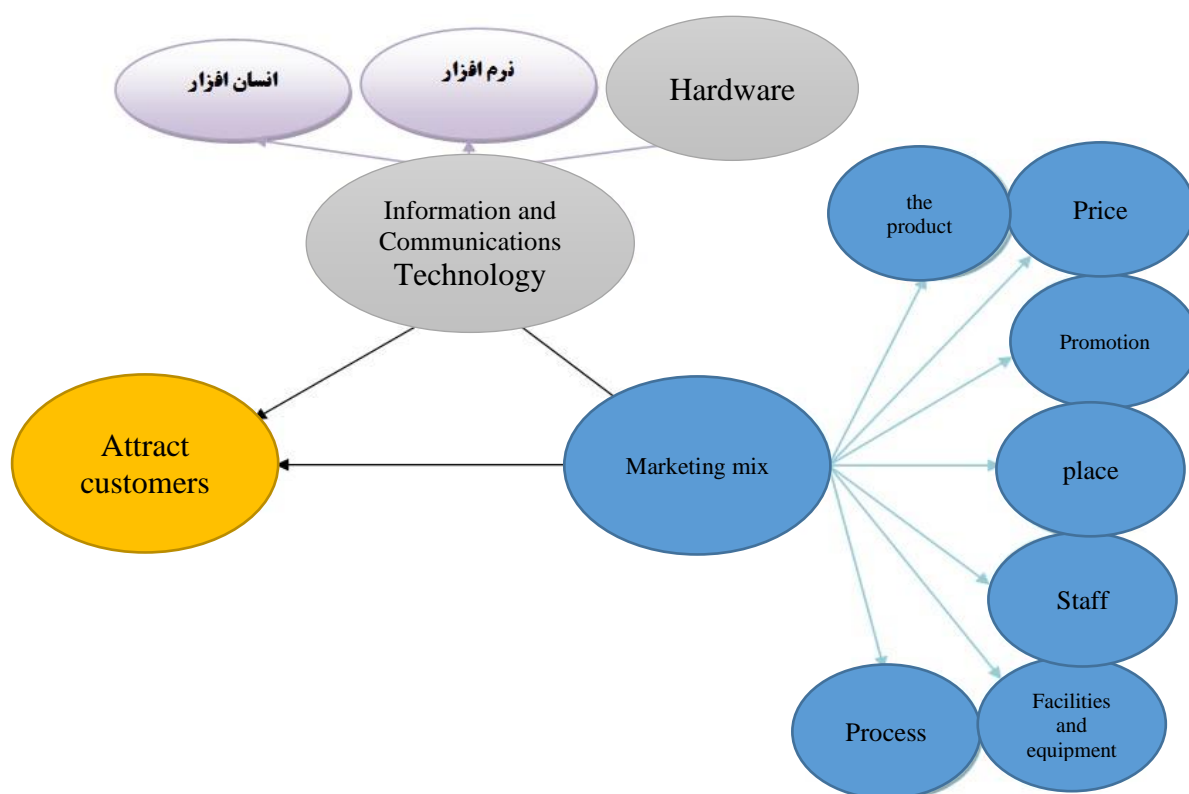 انسان افزار
نرم افزار
Hardware
Information and
Communications
Technology
the
product
Price
Promotion
Attract
customers
Marketing mix
place
Staff
Process
Facilities
and
equipment